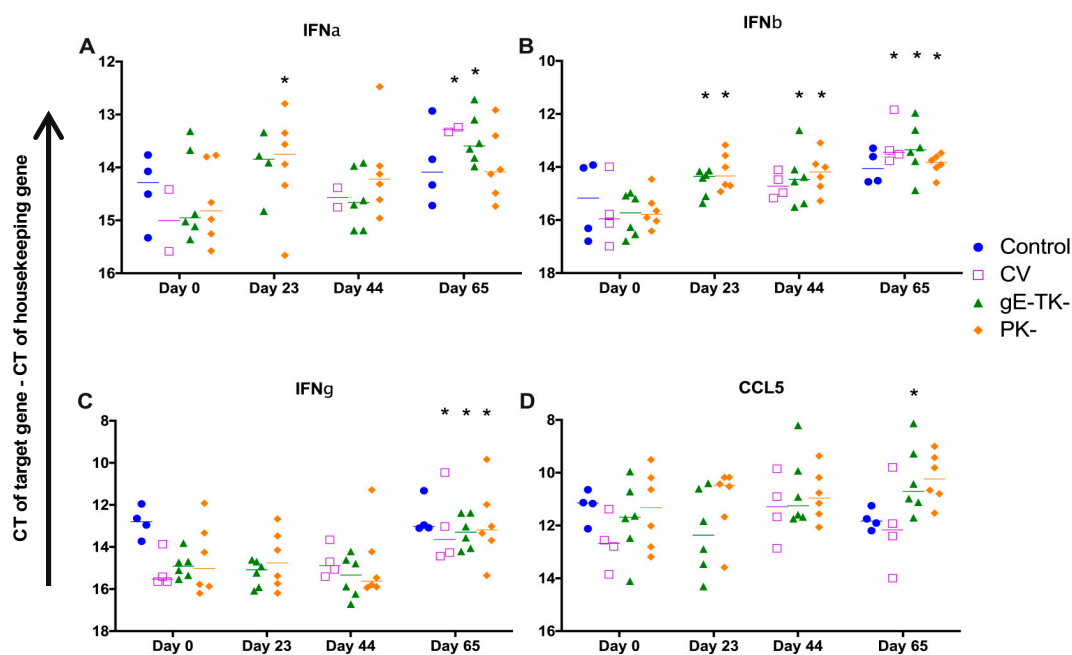 CT of target gene - CT of housekeeping gene
A
IFNa
*
* *
12
13
14
15
16
Day 0 Day 23 Day 44 Day 65
B
IFNb
* * *
* * * *
10
12
14
16
18
Day 0 Day 23 Day 44 Day 65
Control
CV
gE-TK-
PK-
C
IFNg
* * *
8
10
12
14
16
18
Day 0 Day 23 Day 44 Day 65
D
CCL5
*
8
10
12
14
16
Day 0 Day 23 Day 44 Day 65